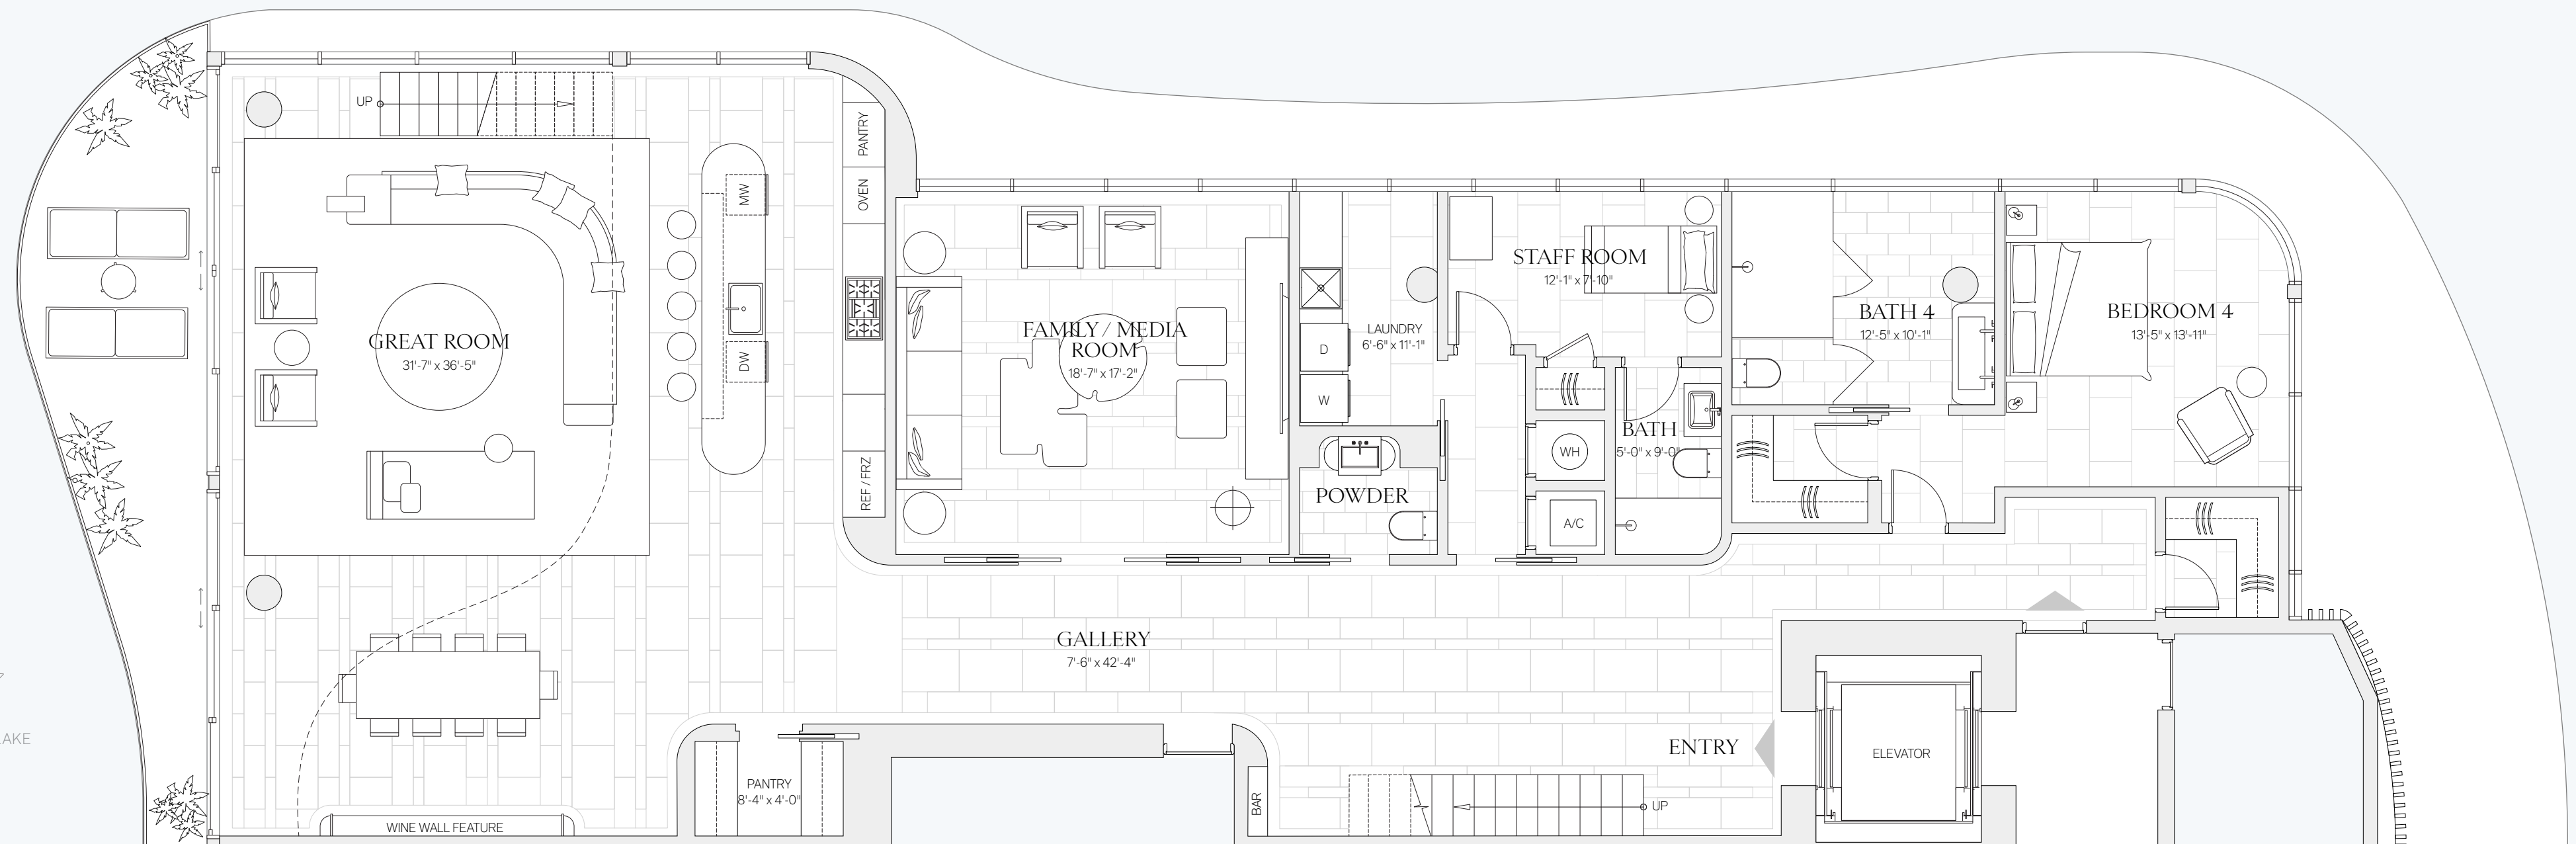 UP
PANTRY
OVEN
MW
DW
REF / FRZ
GREAT ROOM
31'-7" x 36'-5"
FAMILY / MEDIA
ROOM
18'-7" x 17'-2"
LAUNDRY
6'-6" x 11'-1"
D
W
STAFF ROOM
12'-1" x 7'-10"
BATH 4
12'-5" x 10'-1"
BEDROOM 4
13'-5" x 13'-11"
WH
BATH
5'-0" x 9'-0"
A/C
POWDER
GALLERY
7'-6" x 42'-4"
ENTRY
ELEVATOR
PANTRY
8'-4" x 4'-0"
BAR
UP
WINE WALL FEATURE
AKE